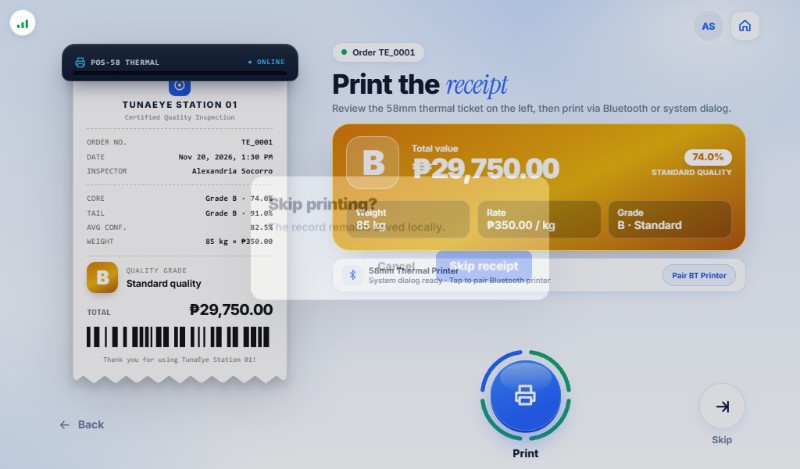 AS
POS-58 THERMAL
ONLINE
TUNAEYE STATION 01
Certified Quality Inspection
ORDER NO. TE_0001
DATE Nov 20, 2026, 1:30 PM
INSPECTOR Alexandria Socorro
CORE Grade B · 74.0%
TAIL Grade B · 91.0%
AVG CONF. 82.5%
WEIGHT 85 kg × ₱350.00
B
QUALITY GRADE
Standard quality
TOTAL ₱29,750.00
Thank you for using TunaEye Station 01!
Back
Order TE_0001
Print the receipt
Review the 58mm thermal ticket on the left, then print via Bluetooth or system dialog.
B
Total value
₱29,750.00
74.0%
STANDARD QUALITY
Weight
85 kg
Rate
₱350.00 / kg
Grade
B · Standard
Skip printing?
The record remains saved locally.
Cancel
Skip receipt
58mm Thermal Printer
System dialog ready · Tap to pair Bluetooth printer
Pair BT Printer
Print
Skip